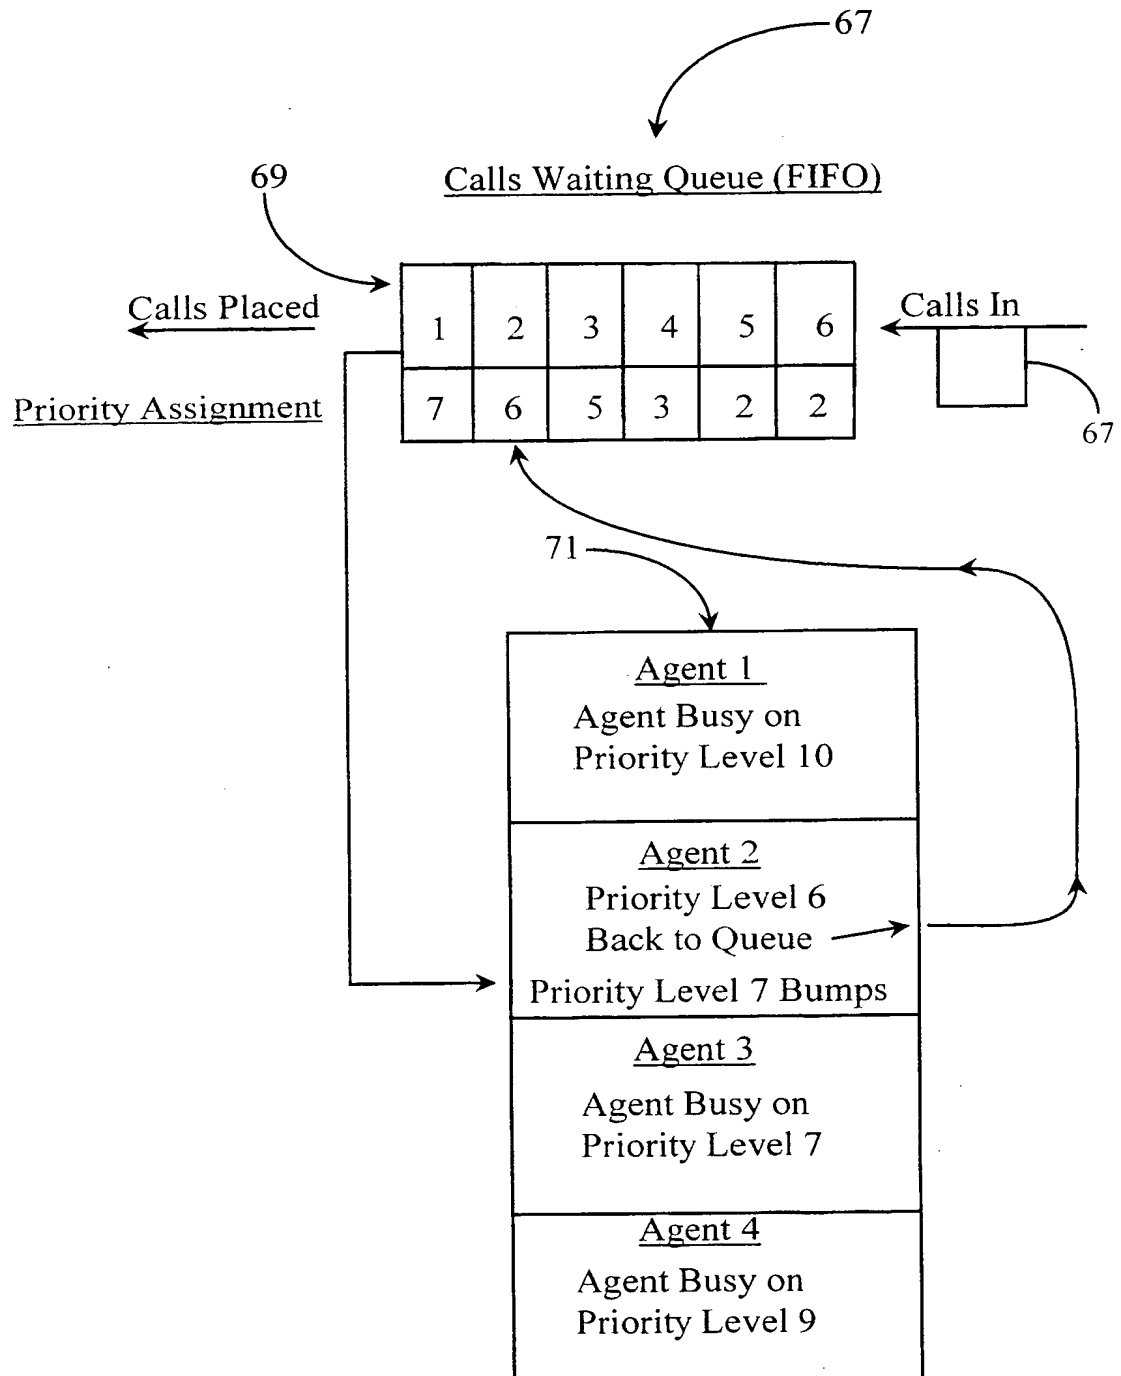 67
69
Calls Waiting Queue (FIFO)
Calls Placed
1 2 3 4 5 6
Calls In
Priority Assignment
7 6 5 3 2 2
67
71
Agent 1
Agent Busy on
Priority Level 10
Agent 2
Priority Level 6
Back to Queue
Priority Level 7 Bumps
Agent 3
Agent Busy on
Priority Level 7
Agent 4
Agent Busy on
Priority Level 9